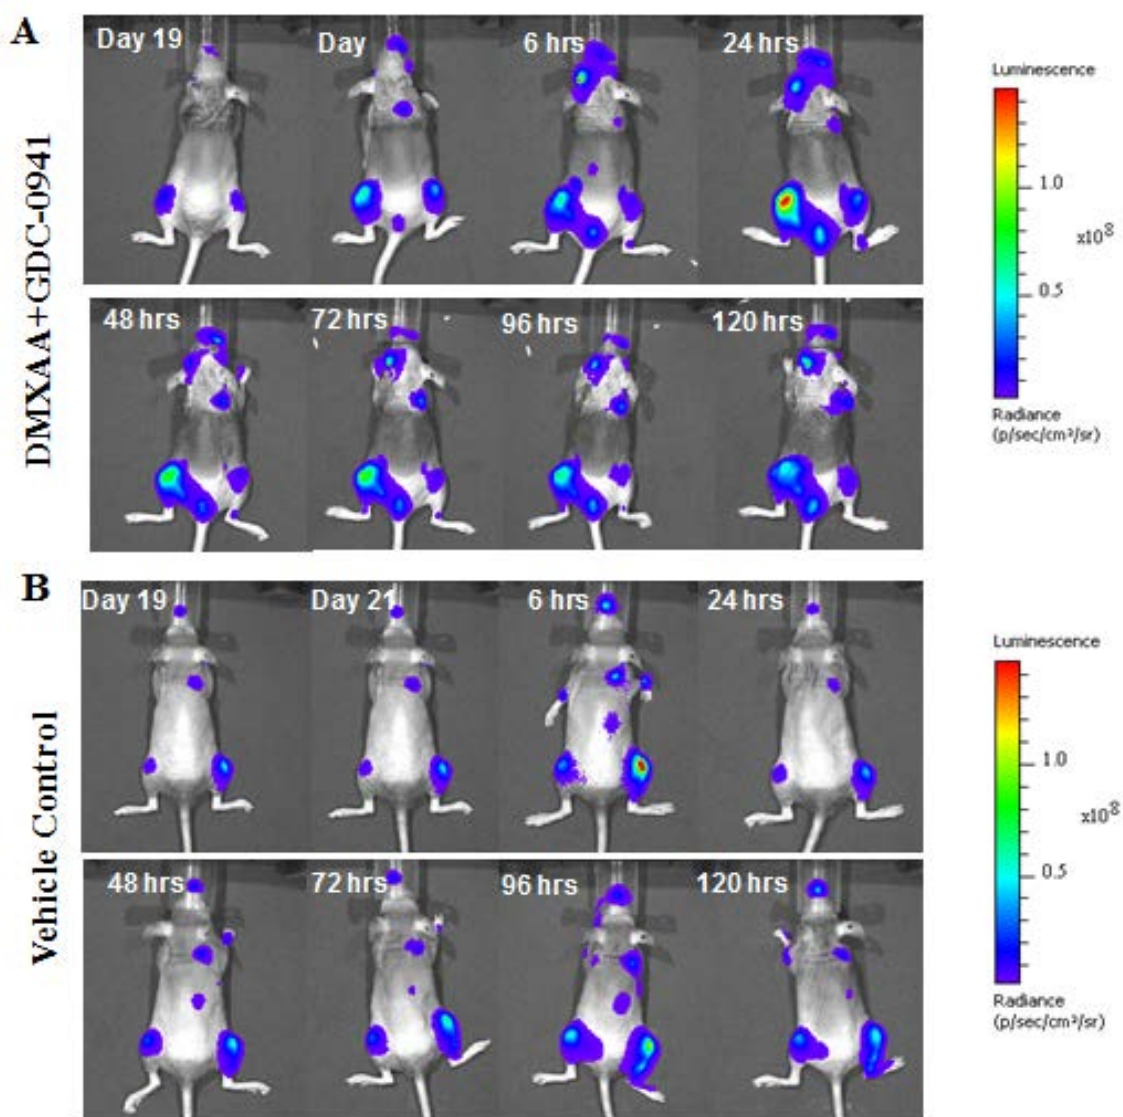 A
DMXAA+GDC-0941
Day 19
Day
6 hrs
24 hrs
48 hrs
72 hrs
96 hrs
120 hrs
Luminescence
1.0
x10⁸
0.5
Radiance
(p/sec/cm²/sr)
B
Vehicle Control
Day 19
Day 21
6 hrs
24 hrs
48 hrs
72 hrs
96 hrs
120 hrs
Luminescence
1.0
x10⁸
0.5
Radiance
(p/sec/cm²/sr)